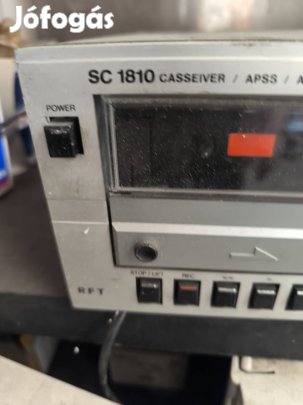 Jófogás
SC 1810 CASSEIVER / APSS / A
POWER
STOP/LIFT REC
RFT